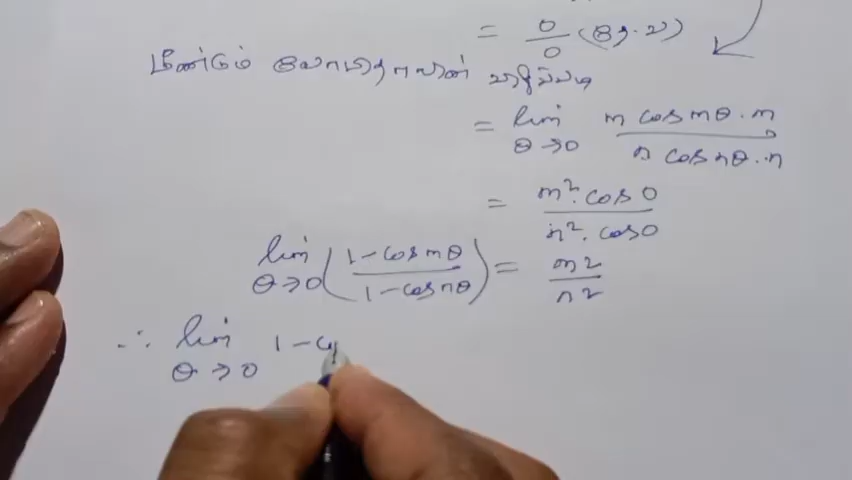 = 0/0 (தே.வ)
மீண்டும் லோபிதாலின் விதிப்படி
= lim θ→0 m cos mθ . m / n cos nθ . n
= m². cos 0 / n². cos 0
lim θ→0 (1 - cos mθ / 1 - cos nθ) = m² / n²
∴ lim θ→0 1 - co